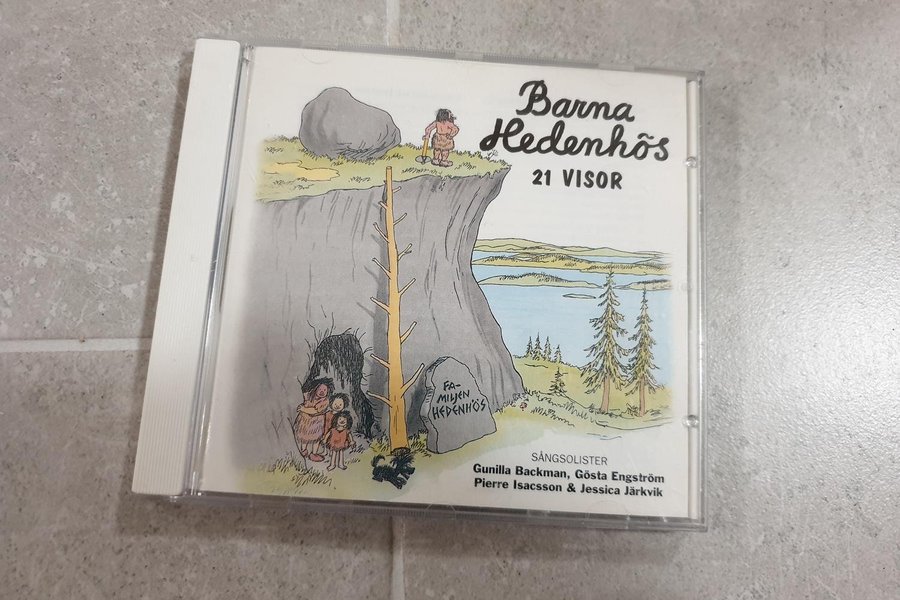 Barna
Hedenhös
21 VISOR
FA-
MILJEN
HEDENHÖS
SÅNGSOLISTER
Gunilla Backman, Gösta Engström
Pierre Isacsson & Jessica Järkvik